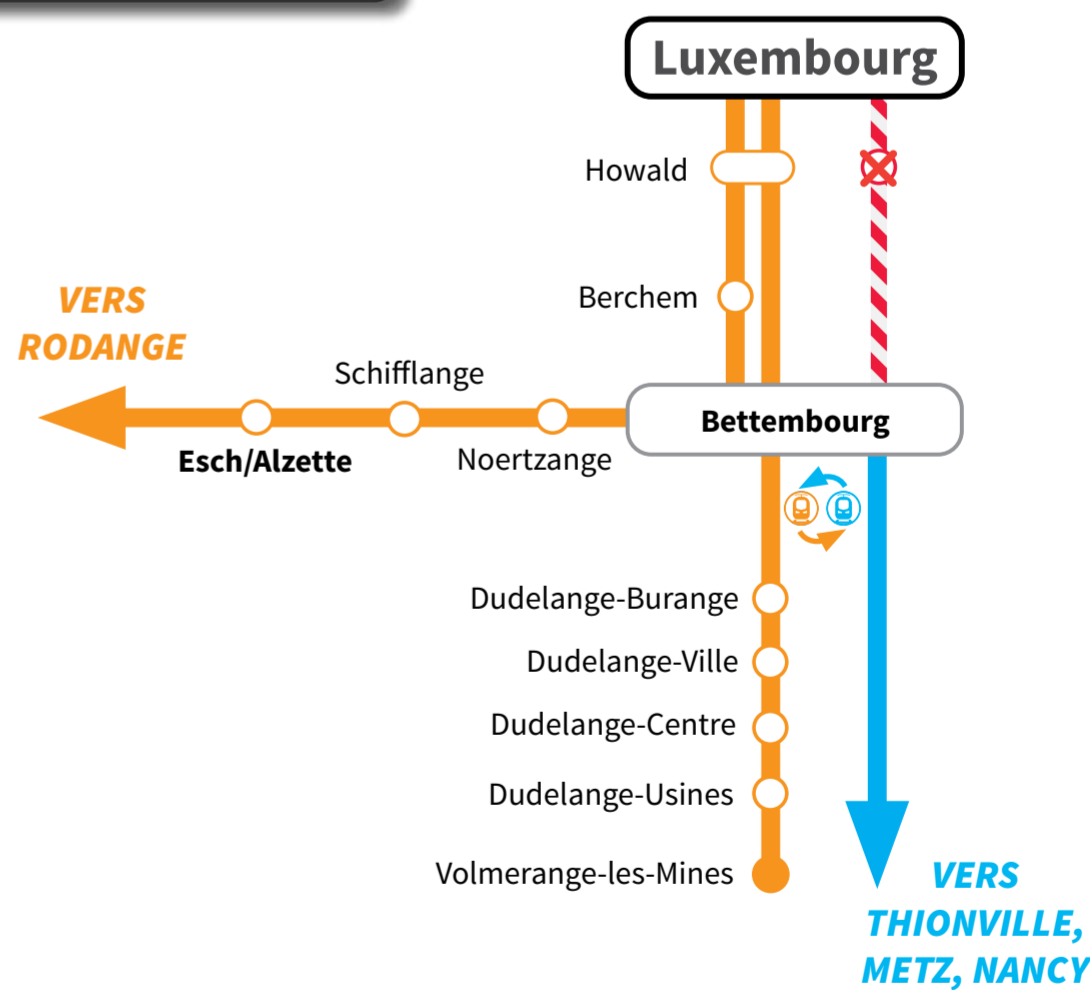 Luxembourg
Howald
Berchem
VERS
RODANGE
Schifflange
Bettembourg
Esch/Alzette
Noertzange
Dudelange-Burange
Dudelange-Ville
Dudelange-Centre
Dudelange-Usines
Volmerange-les-Mines
VERS
THIONVILLE,
METZ, NANCY